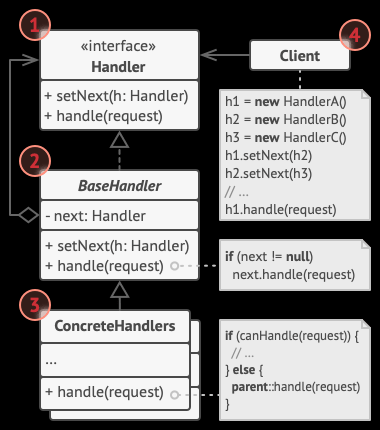 1
«interface»
Handler
+ setNext(h: Handler)
+ handle(request)
4
Client
h1 = new HandlerA()
h2 = new HandlerB()
h3 = new HandlerC()
h1.setNext(h2)
h2.setNext(h3)
// ...
h1.handle(request)
2
BaseHandler
- next: Handler
+ setNext(h: Handler)
+ handle(request)
if (next != null)
next.handle(request)
3
ConcreteHandlers
...
+ handle(request)
if (canHandle(request)) {
// ...
} else {
parent::handle(request)
}